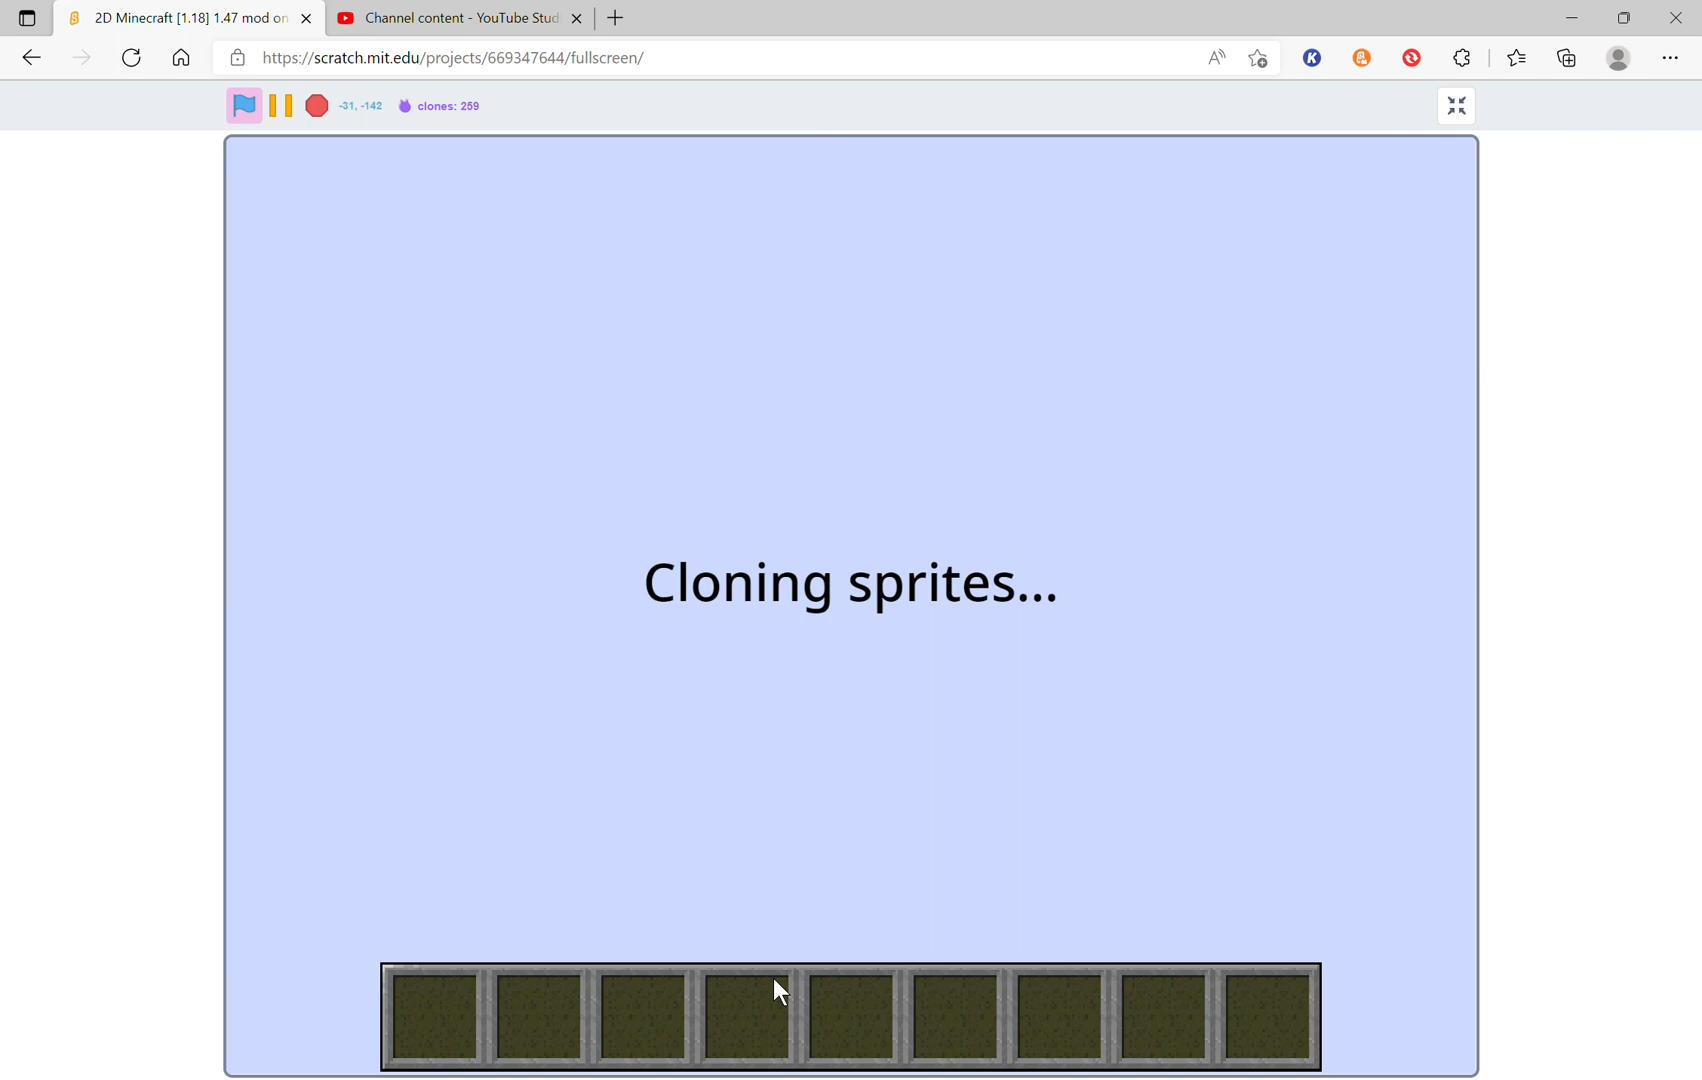 2D Minecraft [1.18] 1.47 mod on
Channel content - YouTube Stud
https://scratch.mit.edu/projects/669347644/fullscreen/
-31, -142
clones: 259
Cloning sprites...